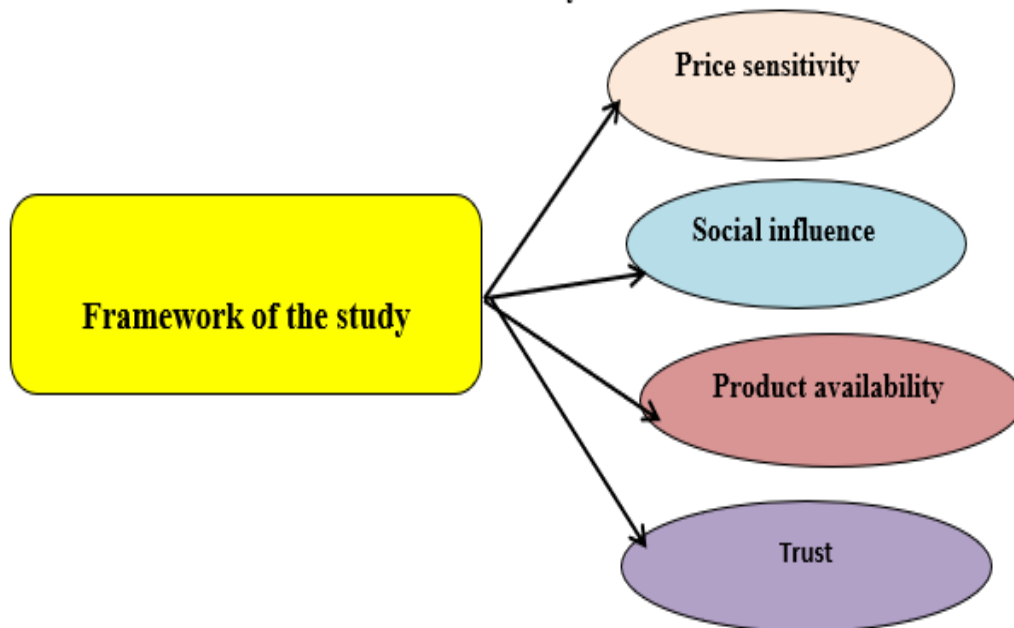 Price sensitivity
Social influence
Framework of the study
Product availability
Trust